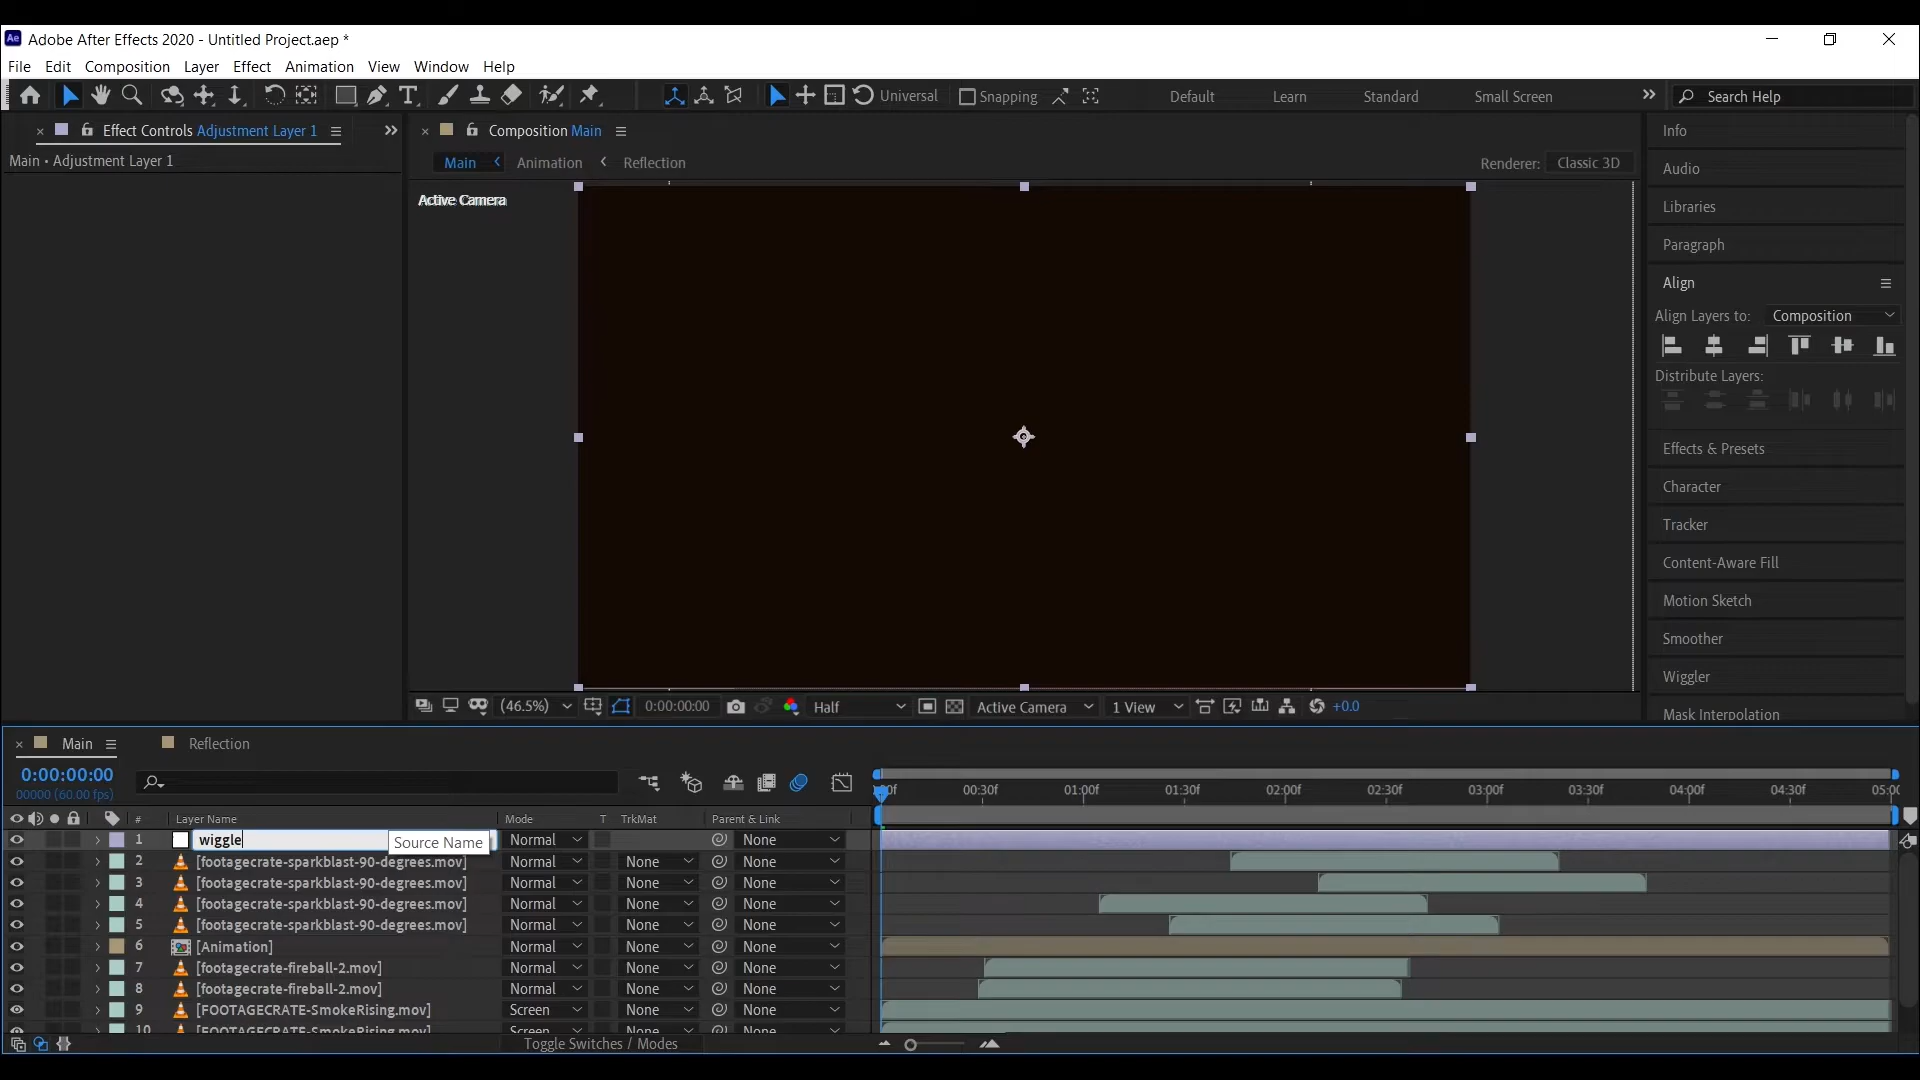 Adobe After Effects 2020 - Untitled Project.aep *
File Edit Composition Layer Effect Animation View Window Help
Universal Snapping Default Learn Standard Small Screen Search Help
Effect Controls Adjustment Layer 1
Composition Main
Info
Main • Adjustment Layer 1
Main Animation Reflection
Renderer: Classic 3D
Audio
Active Camera
Libraries
Paragraph
Align
Align Layers to: Composition
Distribute Layers:
Effects & Presets
Character
Tracker
Content-Aware Fill
Motion Sketch
Smoother
Wiggler
Mask Interpolation
(46.5%) 0:00:00:00 Half Active Camera 1 View +0.0
Main Reflection
0:00:00:00
00000 (60.00 fps)
00:30f 01:00f 01:30f 02:00f 02:30f 03:00f 03:30f 04:00f 04:30f
# Layer Name Mode T TrkMat Parent & Link
1 wiggle Source Name Normal None
2 [footagecrate-sparkblast-90-degrees.mov] Normal None None
3 [footagecrate-sparkblast-90-degrees.mov] Normal None None
4 [footagecrate-sparkblast-90-degrees.mov] Normal None None
5 [footagecrate-sparkblast-90-degrees.mov] Normal None None
6 [Animation] Normal None None
7 [footagecrate-fireball-2.mov] Normal None None
8 [footagecrate-fireball-2.mov] Normal None None
9 [FOOTAGECRATE-SmokeRising.mov] Screen None None
10 [FOOTAGECRATE-SmokeRising.mov] Screen None None
Toggle Switches / Modes